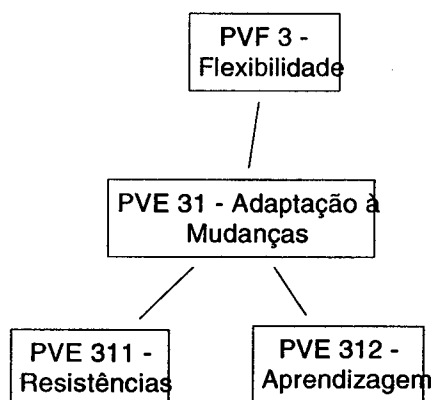 PVF 3 -
Flexibilidade
PVE 31 - Adaptação à
Mudanças
PVE 311 -
Resistências
PVE 312 -
Aprendizagem